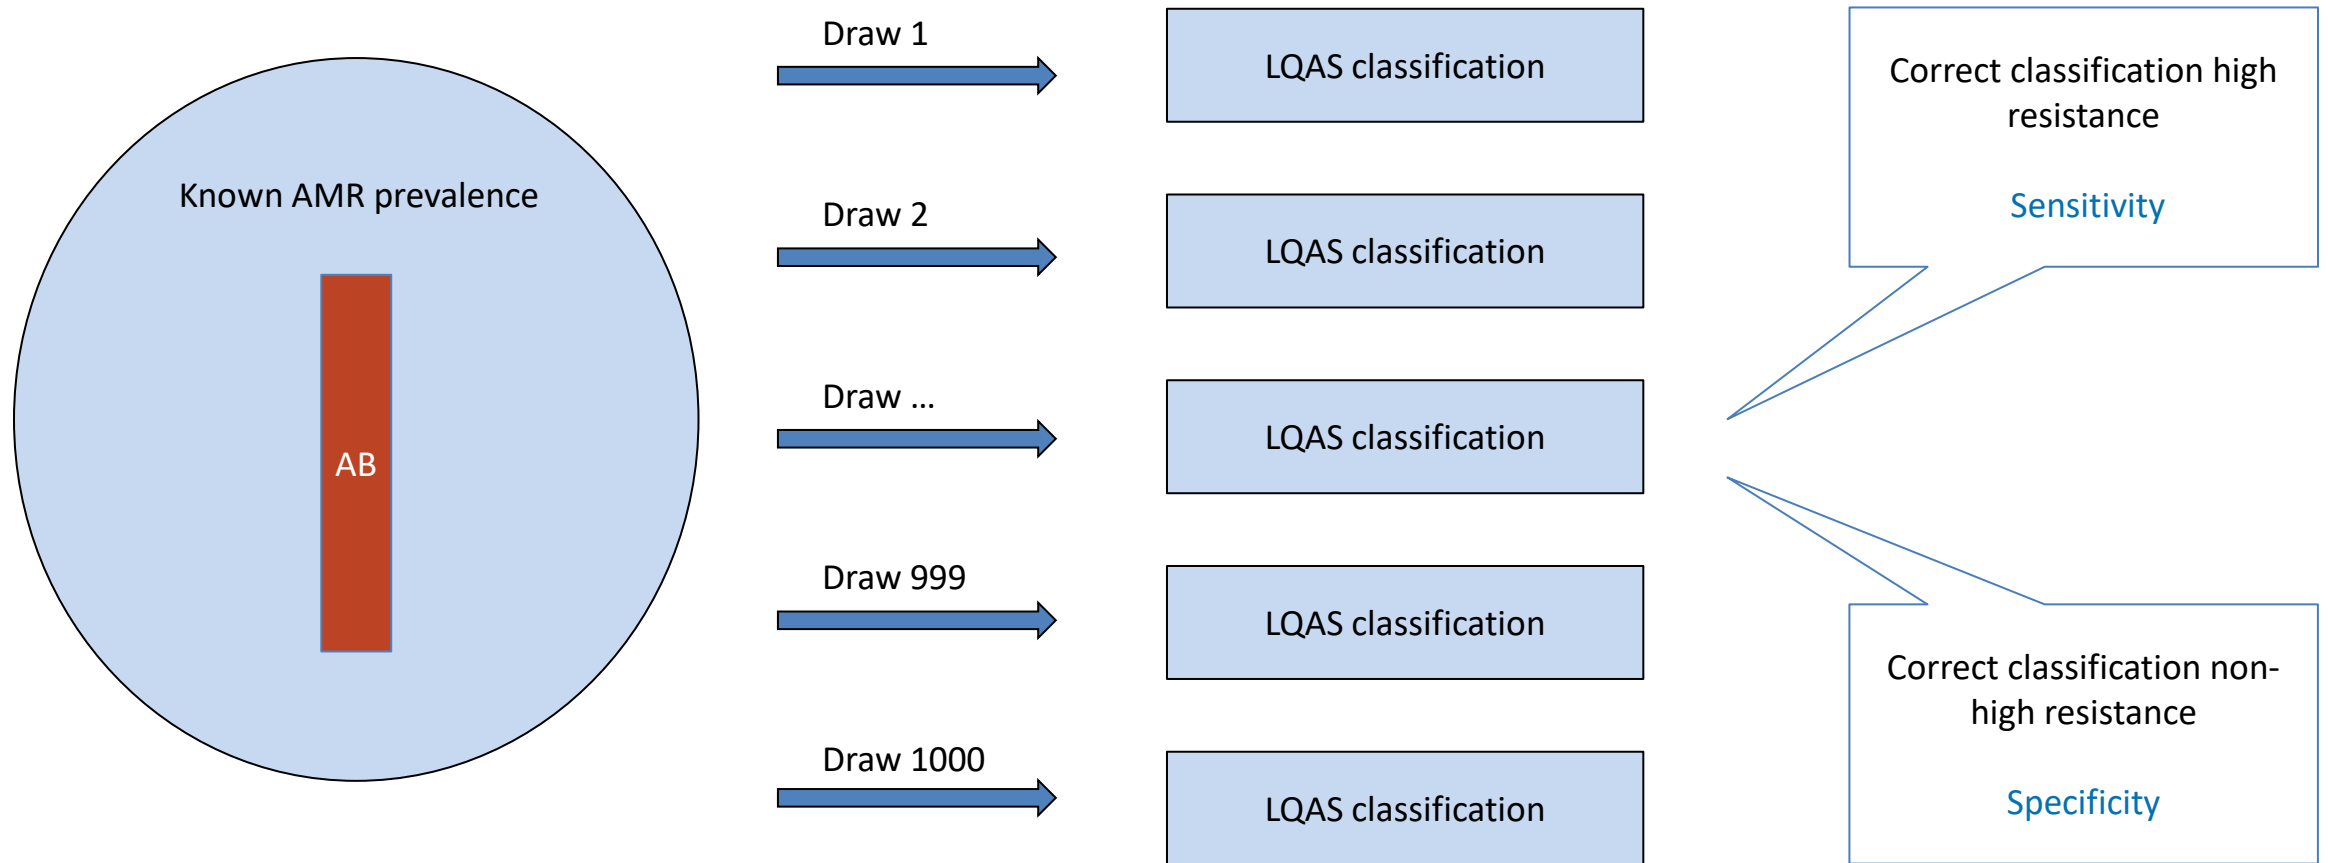 Known AMR prevalence
AB
Draw 1
LQAS classification
Draw 2
LQAS classification
Draw ...
LQAS classification
Draw 999
LQAS classification
Draw 1000
LQAS classification
Correct classification high
resistance
Sensitivity
Correct classification non-
high resistance
Specificity